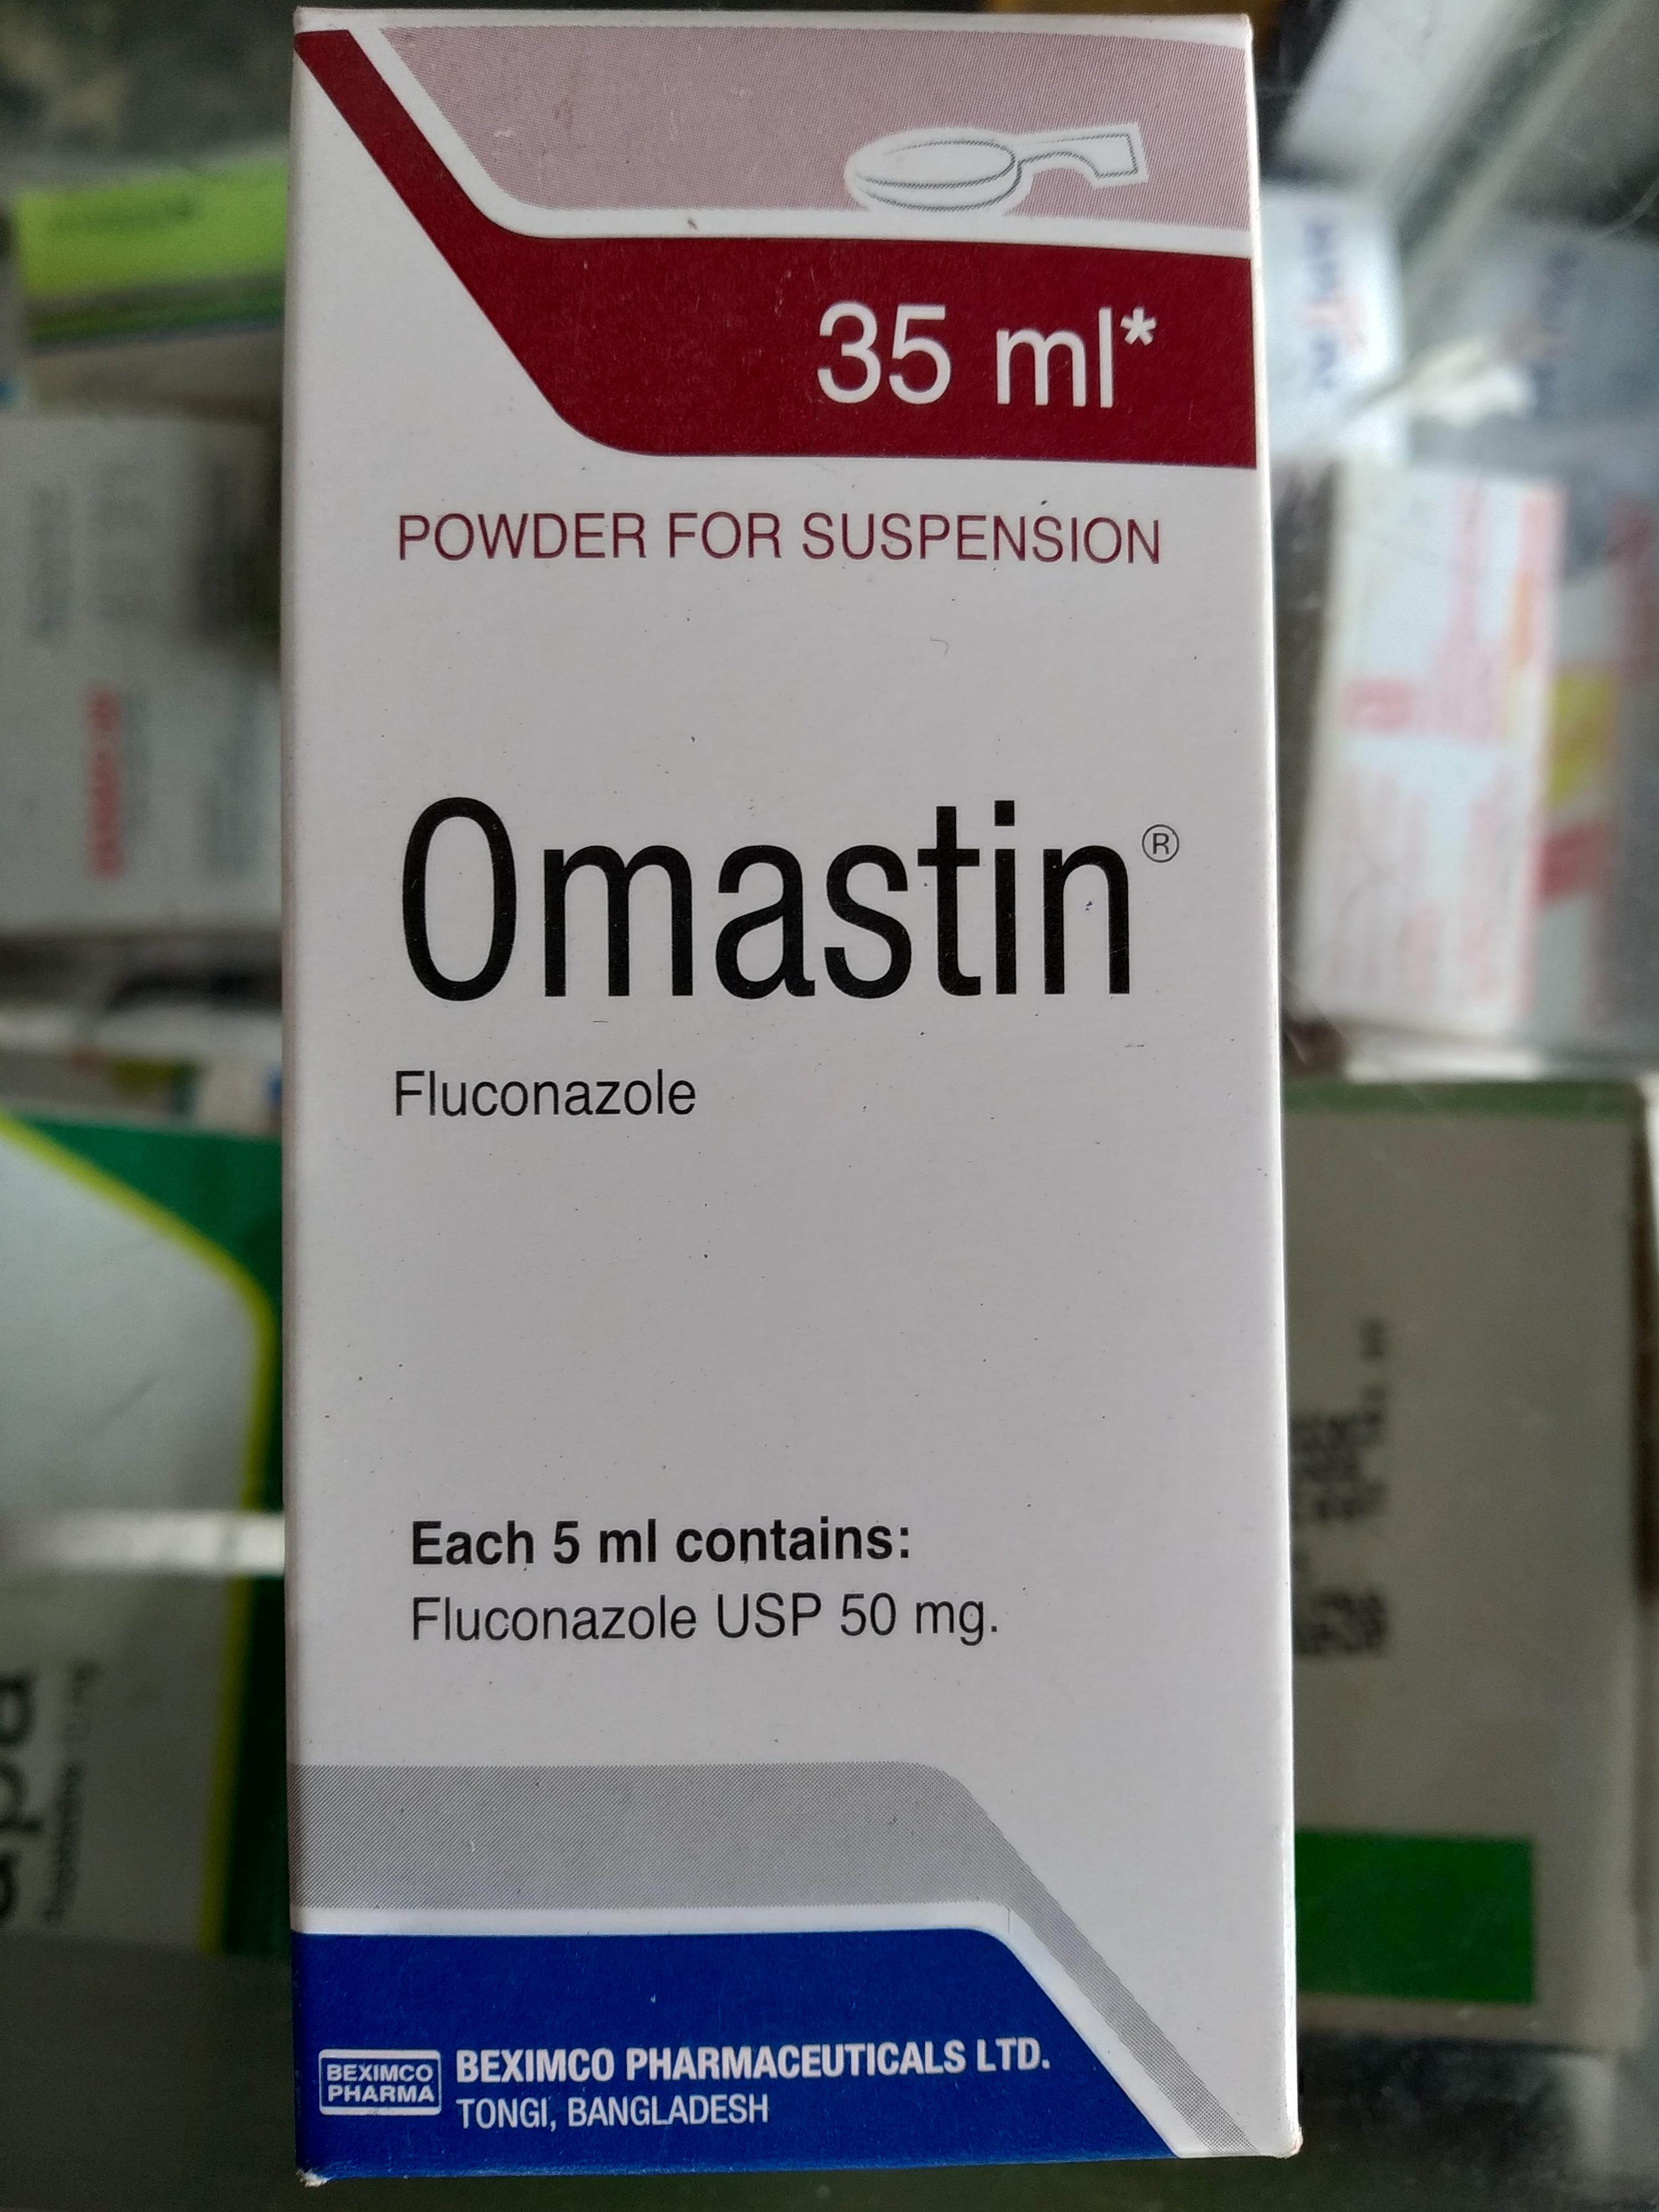 35 ml*
POWDER FOR SUSPENSION
Omastin®
Fluconazole
Each 5 ml contains:
Fluconazole USP 50 mg.
BEXIMCO
PHARMA
BEXIMCO PHARMACEUTICALS LTD.
TONGI, BANGLADESH